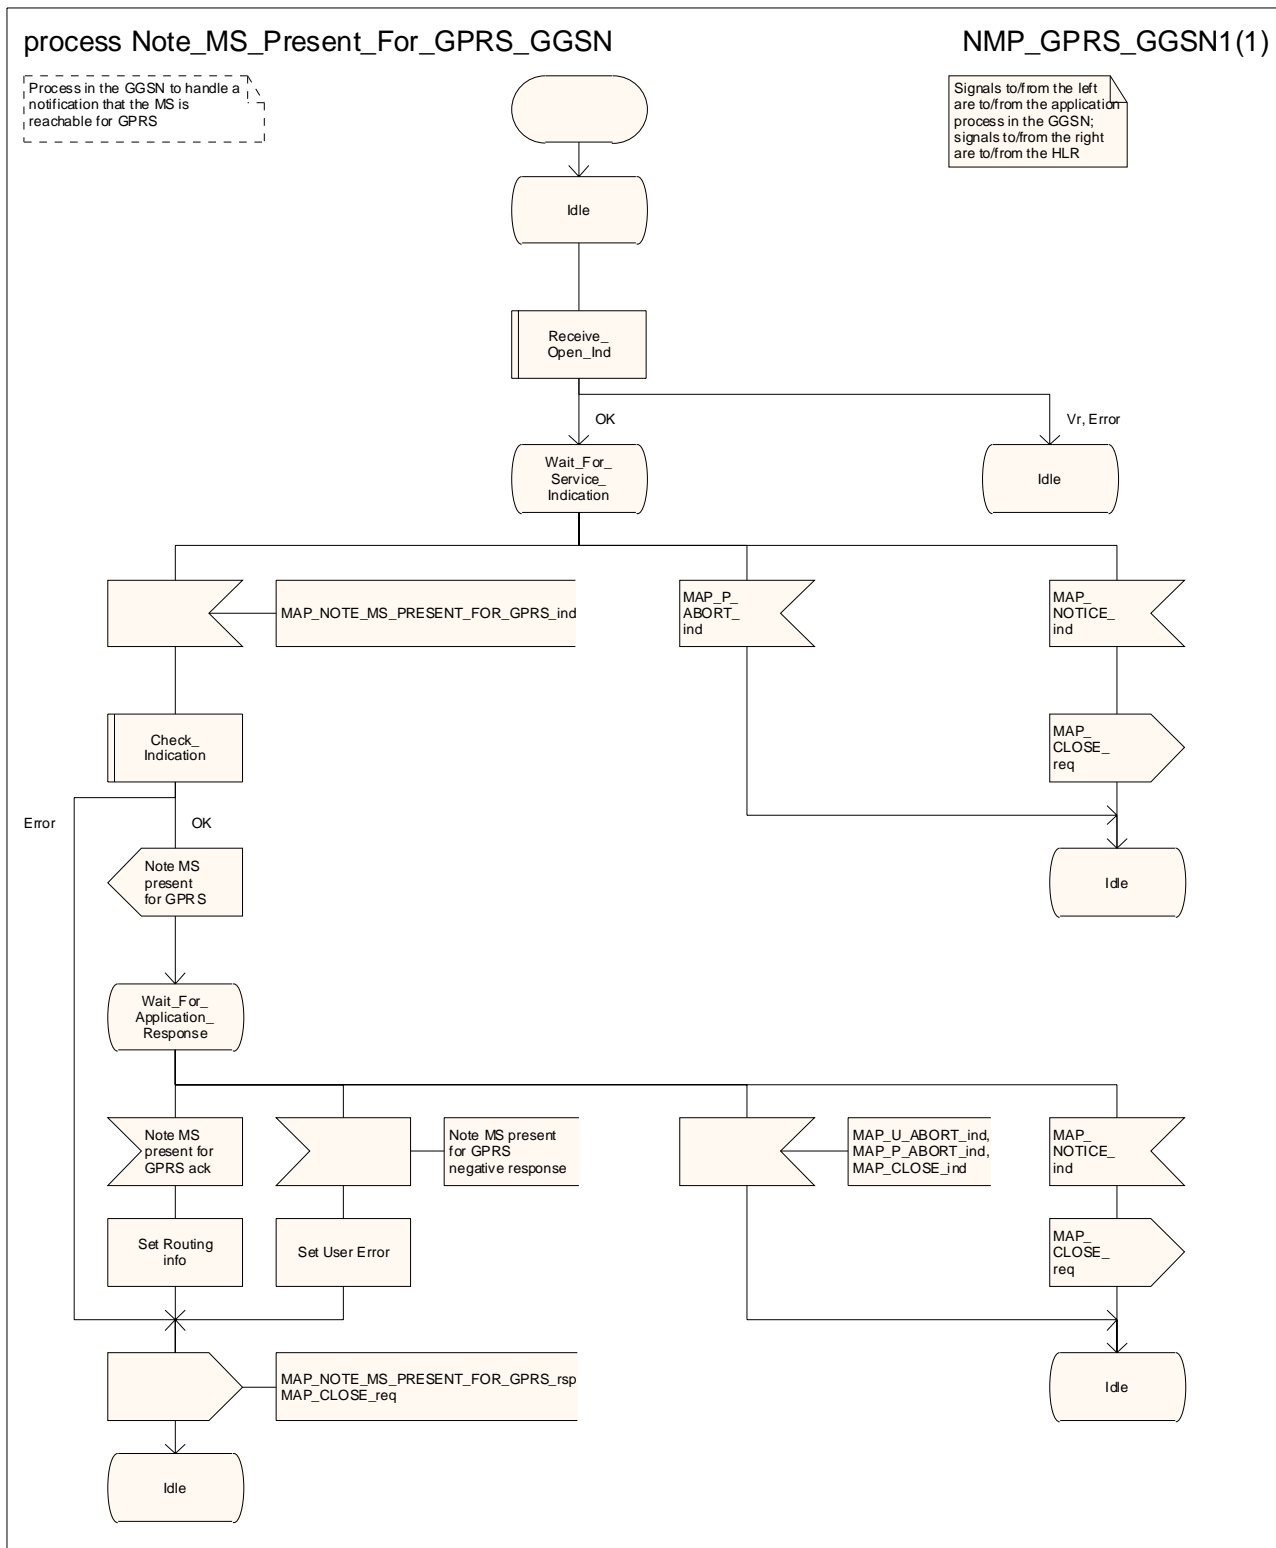 process Note_MS_Present_For_GPRS_GGSN
NMP_GPRS_GGSN1(1)
Process in the GGSN to handle a
notification that the MS is
reachable for GPRS
Signals to/from the left
are to/from the application
process in the GGSN;
signals to/from the right
are to/from the HLR
Idle
Receive_
Open_Ind
OK
Vr, Error
Wait_For_
Service_
Indication
Idle
MAP_NOTE_MS_PRESENT_FOR_GPRS_ind
MAP_P_
ABORT_
ind
MAP_
NOTICE_
ind
Check_
Indication
MAP_
CLOSE_
req
Error
OK
Note MS
present
for GPRS
Idle
Wait_For_
Application_
Response
Note MS
present for
GPRS ack
Note MS present
for GPRS
negative response
MAP_U_ABORT_ind,
MAP_P_ABORT_ind,
MAP_CLOSE_ind
MAP_
NOTICE_
ind
Set Routing
info
Set User Error
MAP_
CLOSE_
req
MAP_NOTE_MS_PRESENT_FOR_GPRS_rsp
MAP_CLOSE_req
Idle
Idle